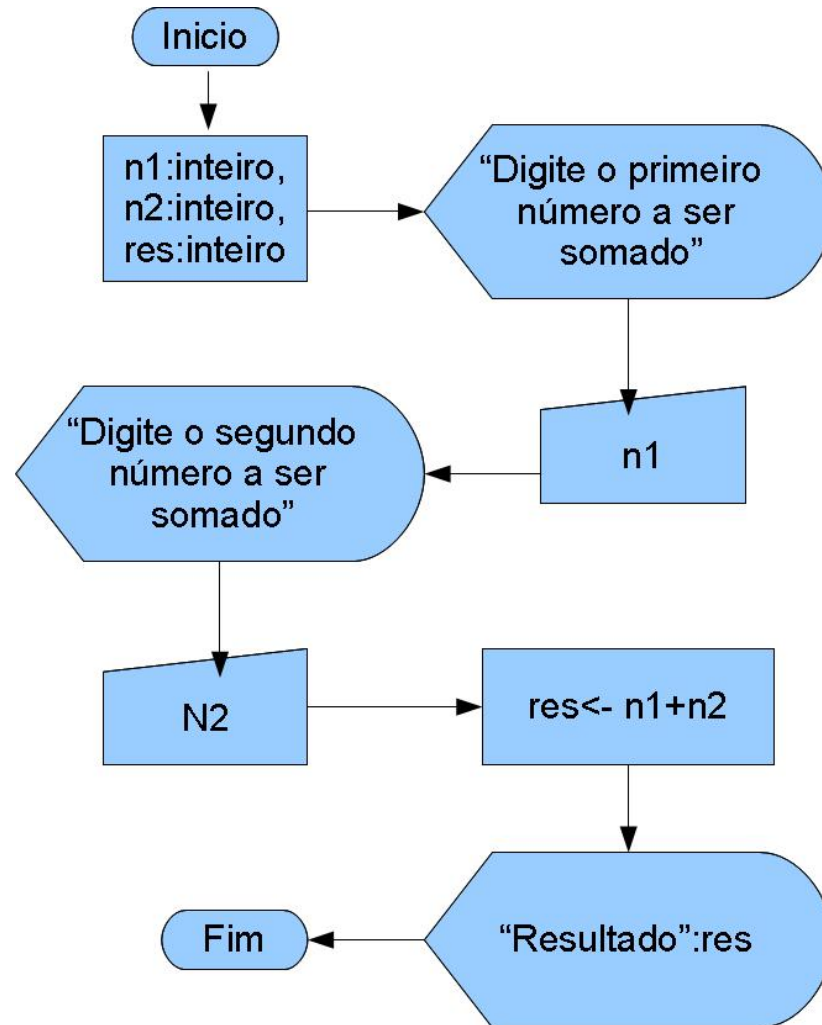 Inicio
n1:inteiro,
n2:inteiro,
res:inteiro
“Digite o primeiro
número a ser
somado”
n1
“Digite o segundo
número a ser
somado”
N2
res<- n1+n2
“Resultado”:res
Fim